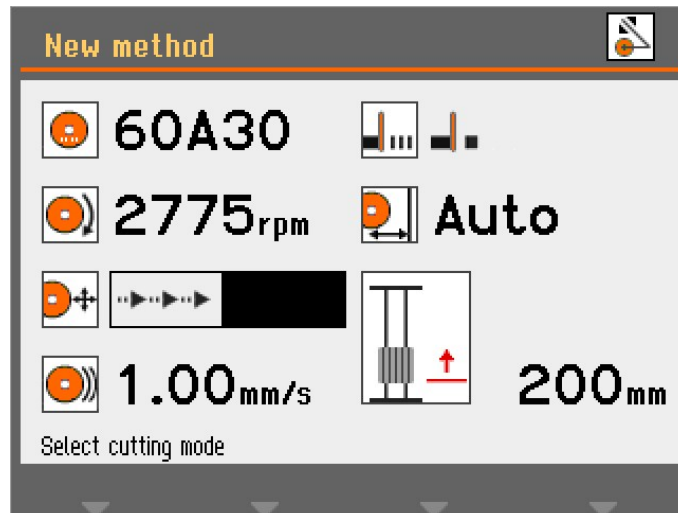 New method
60A30
2775rpm
Auto
1.00mm/s
200mm
Select cutting mode